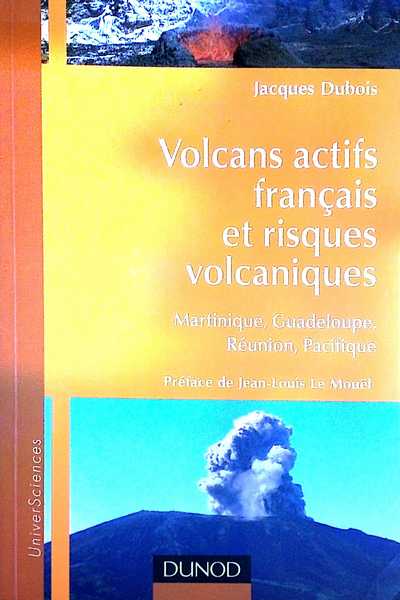 Jacques Dubois
Volcans actifs
français
et risques
volcaniques
Martinique, Guadeloupe,
Réunion, Pacifique
Préface de Jean-Louis Le Mouël
UniverSciences
DUNOD